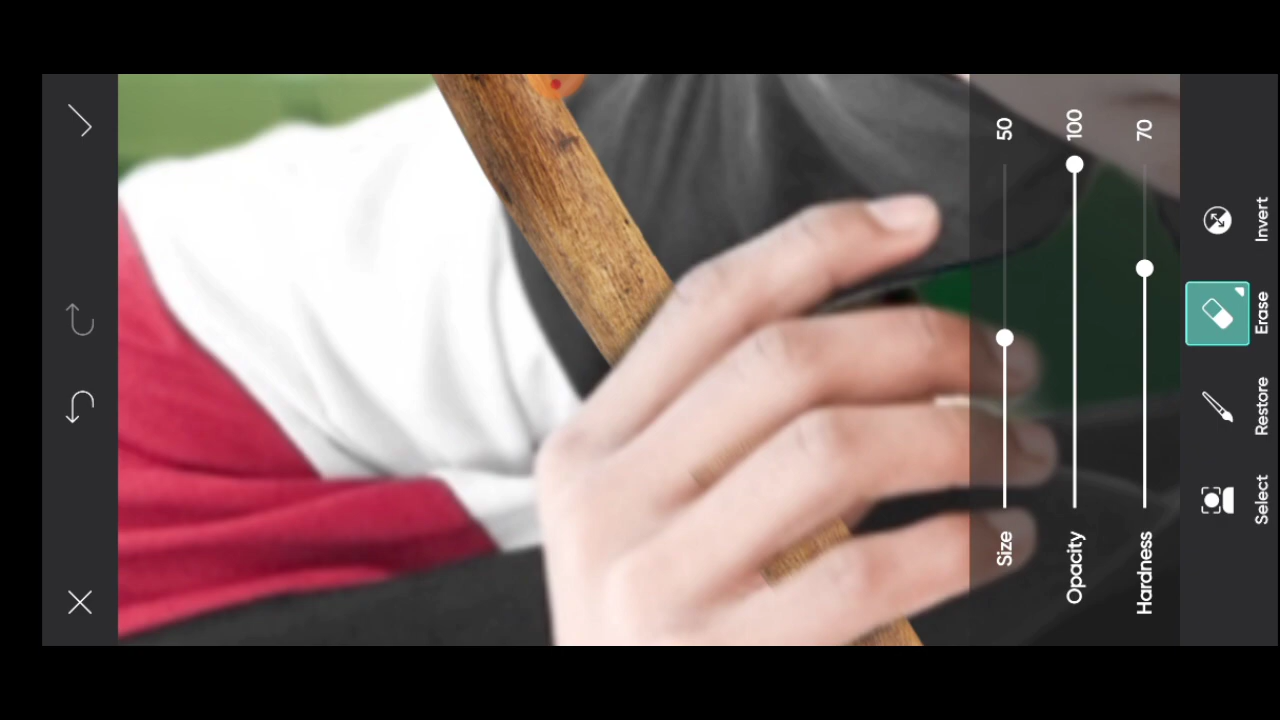 Size 50
Opacity 100
Hardness 70
Select
Restore
Erase
Invert